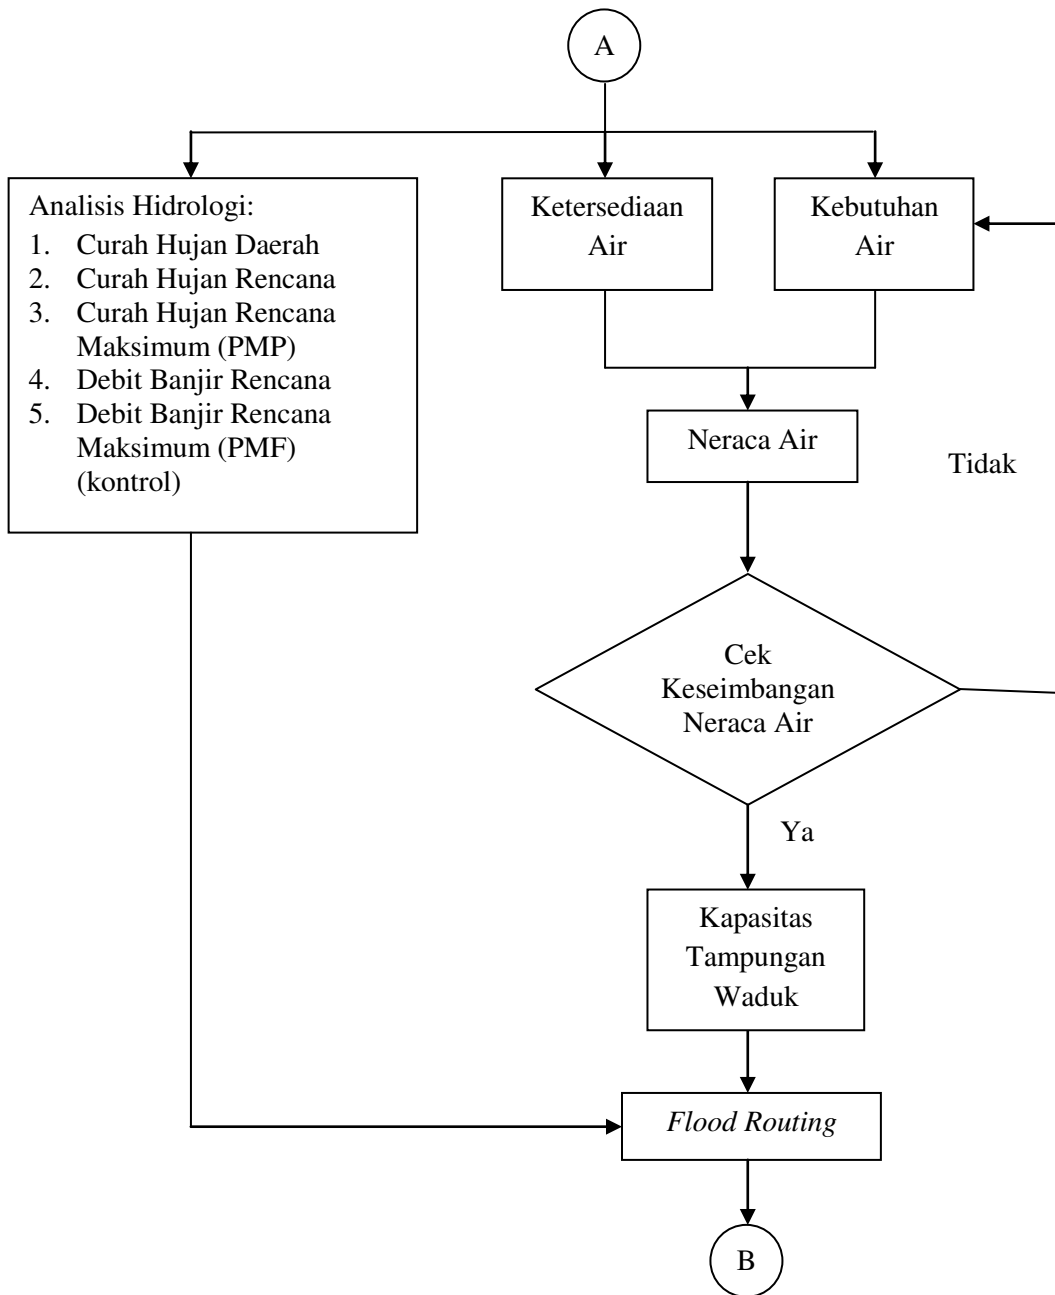 A
Analisis Hidrologi:
1. Curah Hujan Daerah
2. Curah Hujan Rencana
3. Curah Hujan Rencana
Maksimum (PMP)
4. Debit Banjir Rencana
5. Debit Banjir Rencana
Maksimum (PMF)
(kontrol)
Ketersediaan
Air
Kebutuhan
Air
Neraca Air
Tidak
Cek
Keseimbangan
Neraca Air
Ya
Kapasitas
Tampungan
Waduk
Flood Routing
B